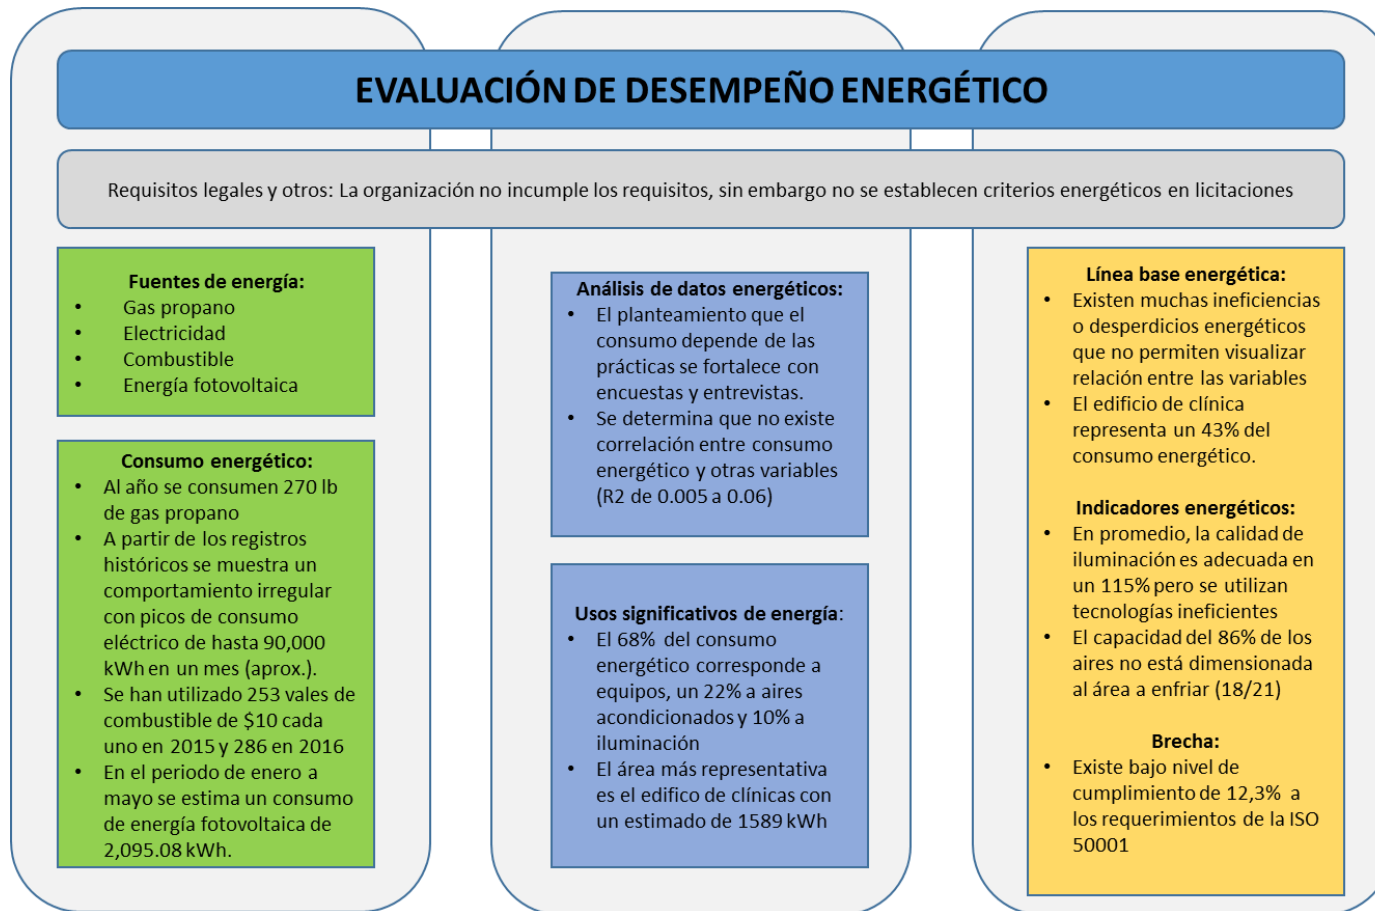 EVALUACIÓN DE DESEMPEÑO ENERGÉTICO
Requisitos legales y otros: La organización no incumple los requisitos, sin embargo no se establecen criterios energéticos en licitaciones
Fuentes de energía:
• Gas propano
• Electricidad
• Combustible
• Energía fotovoltaica
Consumo energético:
• Al año se consumen 270 lb
de gas propano
• A partir de los registros
históricos se muestra un
comportamiento irregular
con picos de consumo
eléctrico de hasta 90,000
kWh en un mes (aprox.).
• Se han utilizado 253 vales de
combustible de $10 cada
uno en 2015 y 286 en 2016
• En el periodo de enero a
mayo se estima un consumo
de energía fotovoltaica de
2,095.08 kWh.
Análisis de datos energéticos:
• El planteamiento que el
consumo depende de las
prácticas se fortalece con
encuestas y entrevistas.
• Se determina que no existe
correlación entre consumo
energético y otras variables
(R2 de 0.005 a 0.06)
Usos significativos de energía:
• El 68% del consumo
energético corresponde a
equipos, un 22% a aires
acondicionados y 10% a
iluminación
• El área más representativa
es el edifico de clínicas con
un estimado de 1589 kWh
Línea base energética:
• Existen muchas ineficiencias
o desperdicios energéticos
que no permiten visualizar
relación entre las variables
• El edificio de clínica
representa un 43% del
consumo energético.
Indicadores energéticos:
• En promedio, la calidad de
iluminación es adecuada en
un 115% pero se utilizan
tecnologías ineficientes
• El capacidad del 86% de los
aires no está dimensionada
al área a enfriar (18/21)
Brecha:
• Existe bajo nivel de
cumplimiento de 12,3% a
los requerimientos de la ISO
50001